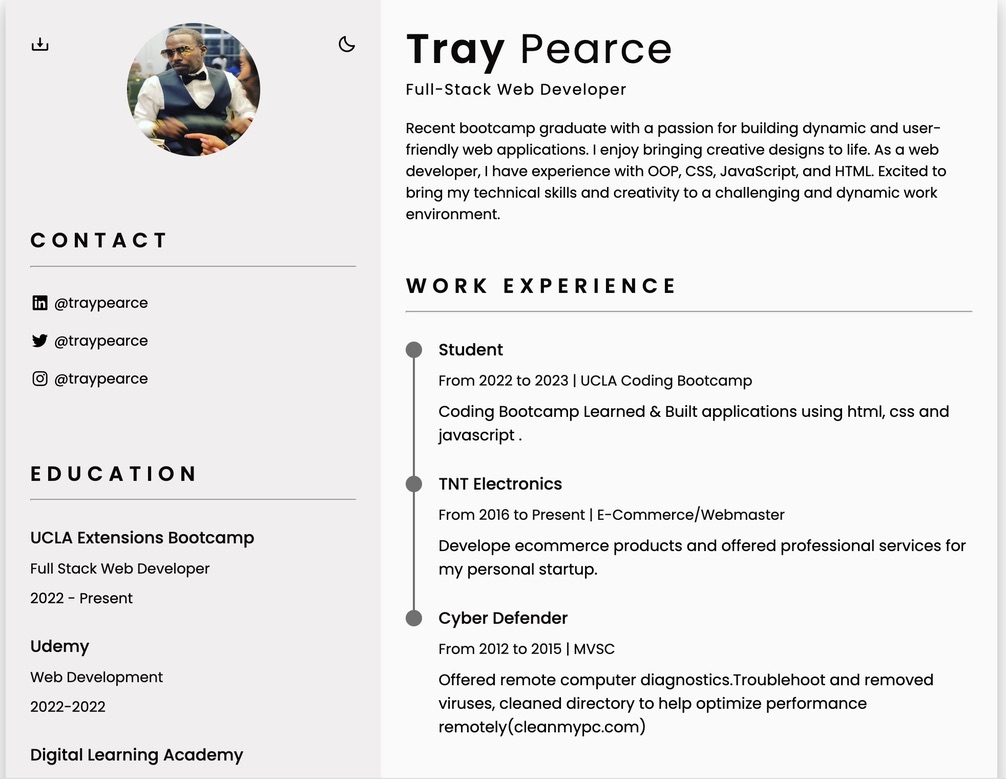 Tray Pearce
Full-Stack Web Developer
Recent bootcamp graduate with a passion for building dynamic and user-
friendly web applications. I enjoy bringing creative designs to life. As a web
developer, I have experience with OOP, CSS, JavaScript, and HTML. Excited to
bring my technical skills and creativity to a challenging and dynamic work
environment.
CONTACT
@traypearce
@traypearce
@traypearce
EDUCATION
UCLA Extensions Bootcamp
Full Stack Web Developer
2022 - Present
Udemy
Web Development
2022-2022
Digital Learning Academy
WORK EXPERIENCE
Student
From 2022 to 2023 | UCLA Coding Bootcamp
Coding Bootcamp Learned & Built applications using html, css and
javascript .
TNT Electronics
From 2016 to Present | E-Commerce/Webmaster
Develope ecommerce products and offered professional services for
my personal startup.
Cyber Defender
From 2012 to 2015 | MVSC
Offered remote computer diagnostics.Troublehoot and removed
viruses, cleaned directory to help optimize performance
remotely(cleanmypc.com)